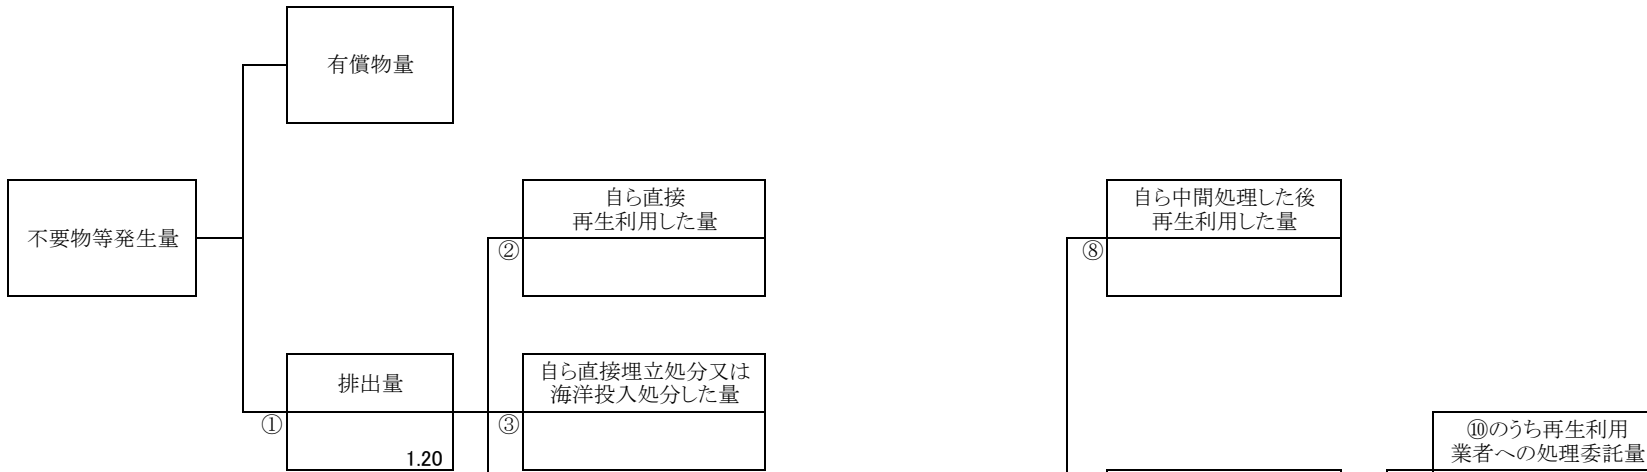 有償物量
不要物等発生量
自ら直接
再生利用した量
②
自ら中間処理した後
再生利用した量
⑧
排出量
①
1.20
自ら直接埋立処分又は
海洋投入処分した量
③
⑩のうち再生利用
業者への処理委託量